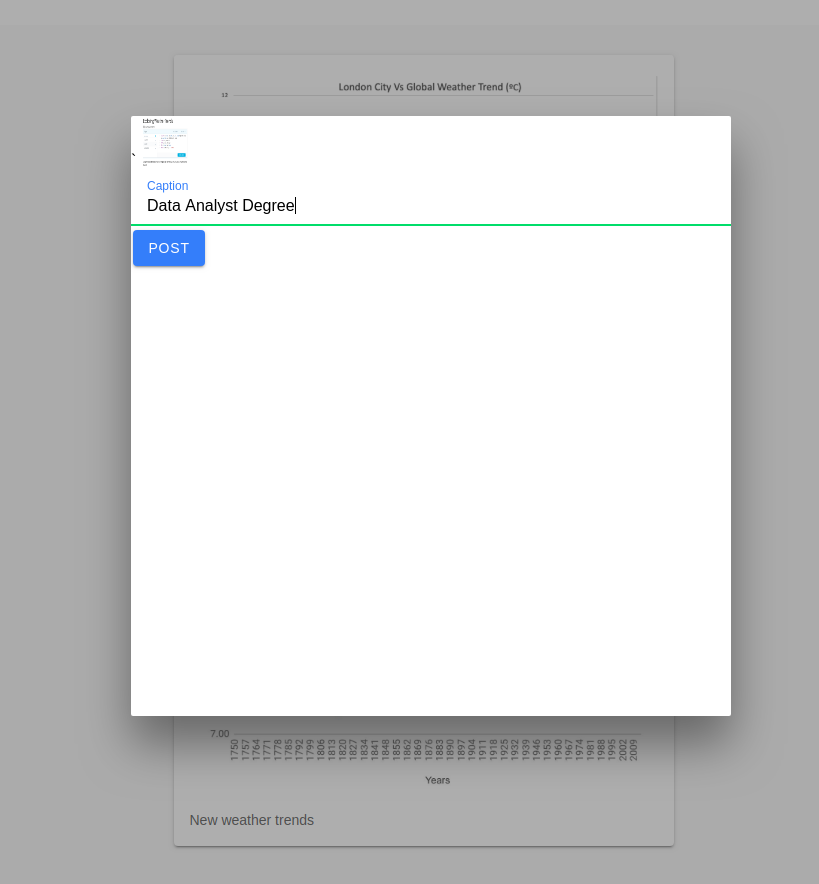 London City Vs Global Weather Trend (ºC)
12
Caption
Data Analyst Degree
POST
7.00
1750 1757 1764 1771 1778 1785 1792 1799 1806 1813 1820 1827 1834 1841 1848 1855 1862 1869 1876 1883 1890 1897 1904 1911 1918 1925 1932 1939 1946 1953 1960 1967 1974 1981 1988 1995 2002 2009
Years
New weather trends